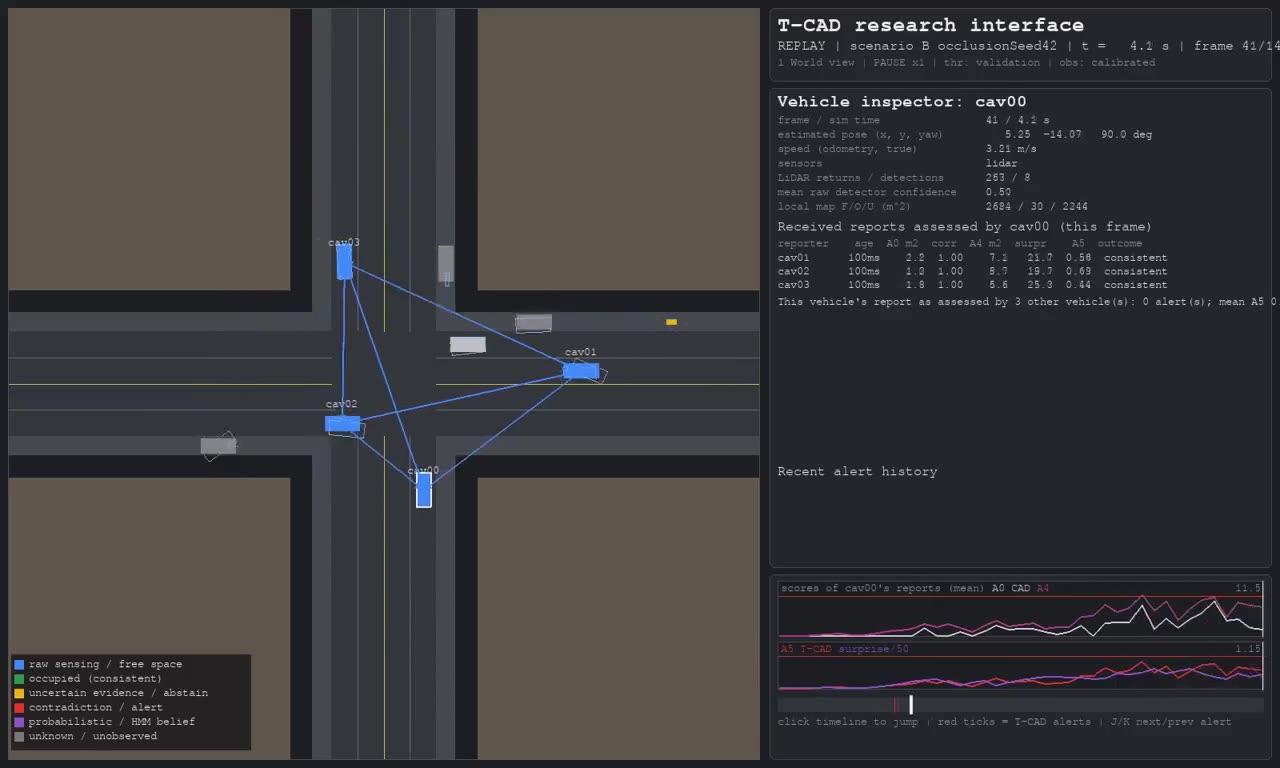 T-CAD research interface
REPLAY | scenario B occlusionSeed42 | t =   4.1 s | frame 41/14
1 World view | PAUSE x1 | thr: validation | obs: calibrated
Vehicle inspector: cav00
frame / sim time 41 / 4.2 s
estimated pose (x, y, yaw) 5.25 -14.07 90.0 deg
speed (odometry, true) 3.21 m/s
sensors lidar
LiDAR returns / detections 263 / 8
mean raw detector confidence 0.50
local map F/O/U (m^2) 2684 / 30 / 2244
Received reports assessed by cav00 (this frame)
reporter age A0 m2 corr A4 m2 surpr A5 outcome
cav01 100ms 2.2 1.00 7.1 21.7 0.56 consistent
cav02 100ms 1.2 1.00 8.7 19.7 0.69 consistent
cav03 100ms 1.8 1.00 5.6 25.3 0.44 consistent
This vehicle's report as assessed by 3 other vehicle(s): 0 alert(s); mean A5 0.
Recent alert history
cav03
cav01
cav02
cav00
raw sensing / free space
occupied (consistent)
uncertain evidence / abstain
contradiction / alert
probabilistic / HMM belief
unknown / unobserved
scores of cav00's reports (mean) A0 CAD A4 11.5
A5 T-CAD surprise/50 1.15
click timeline to jump | red ticks = T-CAD alerts | J/K next/prev alert